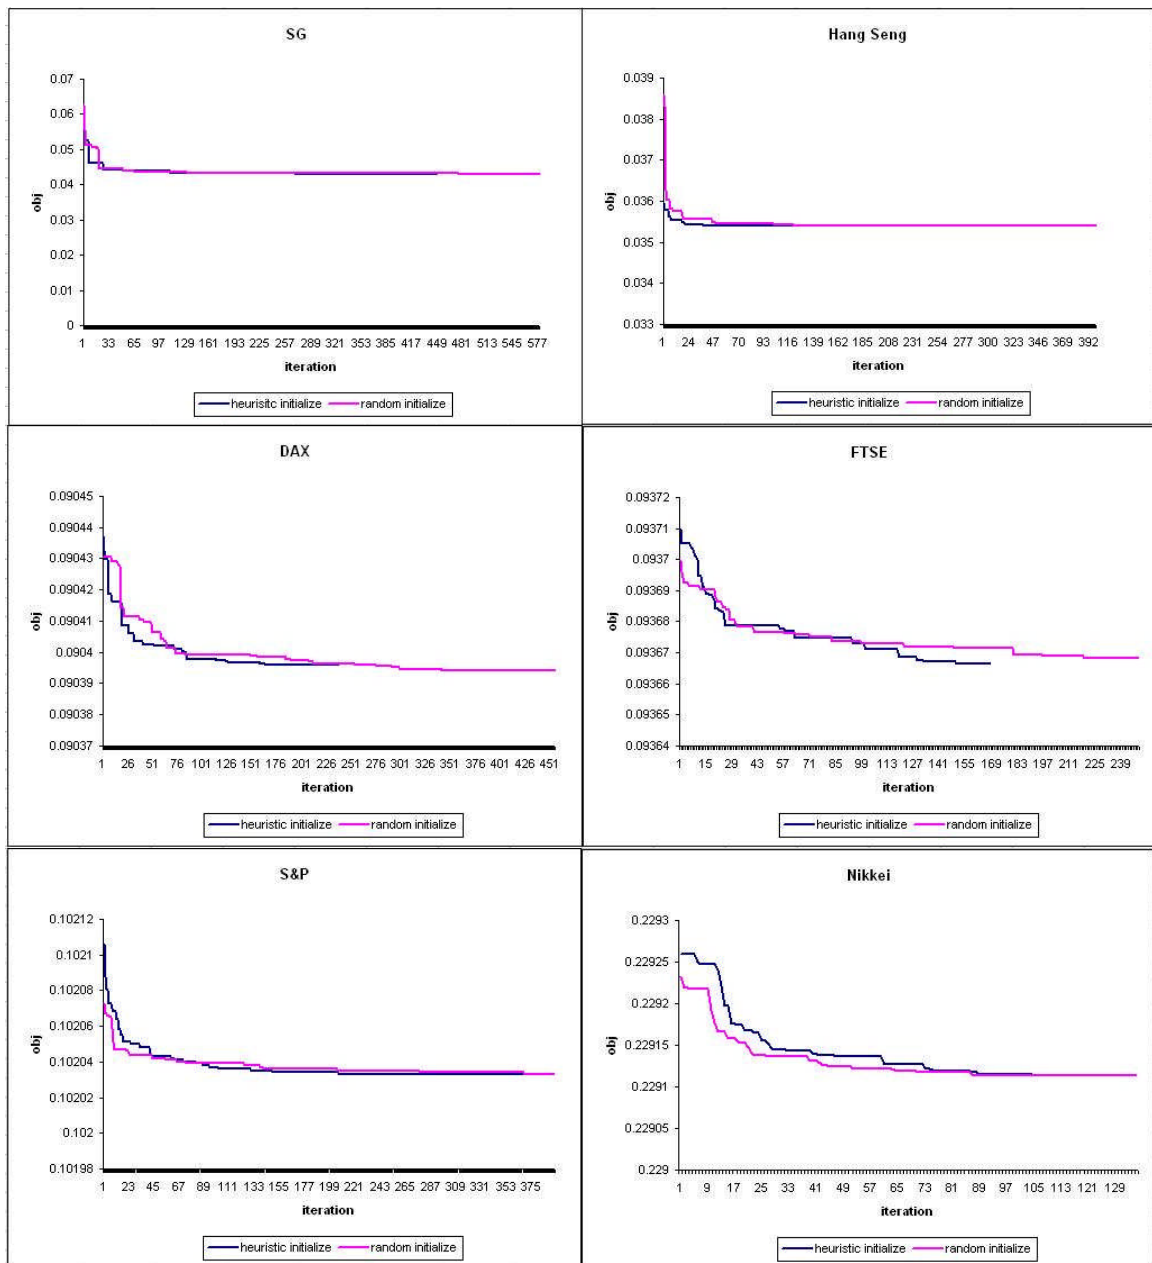 SG
0.07
0.06
0.05
0.04
0.03
0.02
0.01
0
obj
1 33 65 97 129 161 193 225 257 289 321 353 385 417 449 481 513 545 577
iteration
heurisitc initialize random initialize
Hang Seng
0.039
0.038
0.037
0.036
0.035
0.034
0.033
obj
1 24 47 70 93 116 139 162 185 208 231 254 277 300 323 346 369 392
iteration
heuristic initialize random initialize
DAX
0.09045
0.09044
0.09043
0.09042
0.09041
0.0904
0.09039
0.09038
0.09037
obj
1 26 51 76 101 126 151 176 201 226 251 276 301 326 351 376 401 426 451
iteration
heuristic initialize random initialize
FTSE
0.09372
0.09371
0.0937
0.09369
0.09368
0.09367
0.09366
0.09365
0.09364
obj
1 15 29 43 57 71 85 99 113 127 141 155 169 183 197 211 225 239
iteration
heuristic initialize random initialize
S&P
0.10212
0.1021
0.10208
0.10206
0.10204
0.10202
0.102
0.10198
obj
1 23 45 67 89 111 133 155 177 199 221 243 265 287 309 331 353 375
iteration
heuristic initialize random initialize
Nikkei
0.2293
0.22925
0.2292
0.22915
0.2291
0.22905
0.229
obj
1 9 17 25 33 41 49 57 65 73 81 89 97 105 113 121 129
iteration
heuristic initialize random initialize